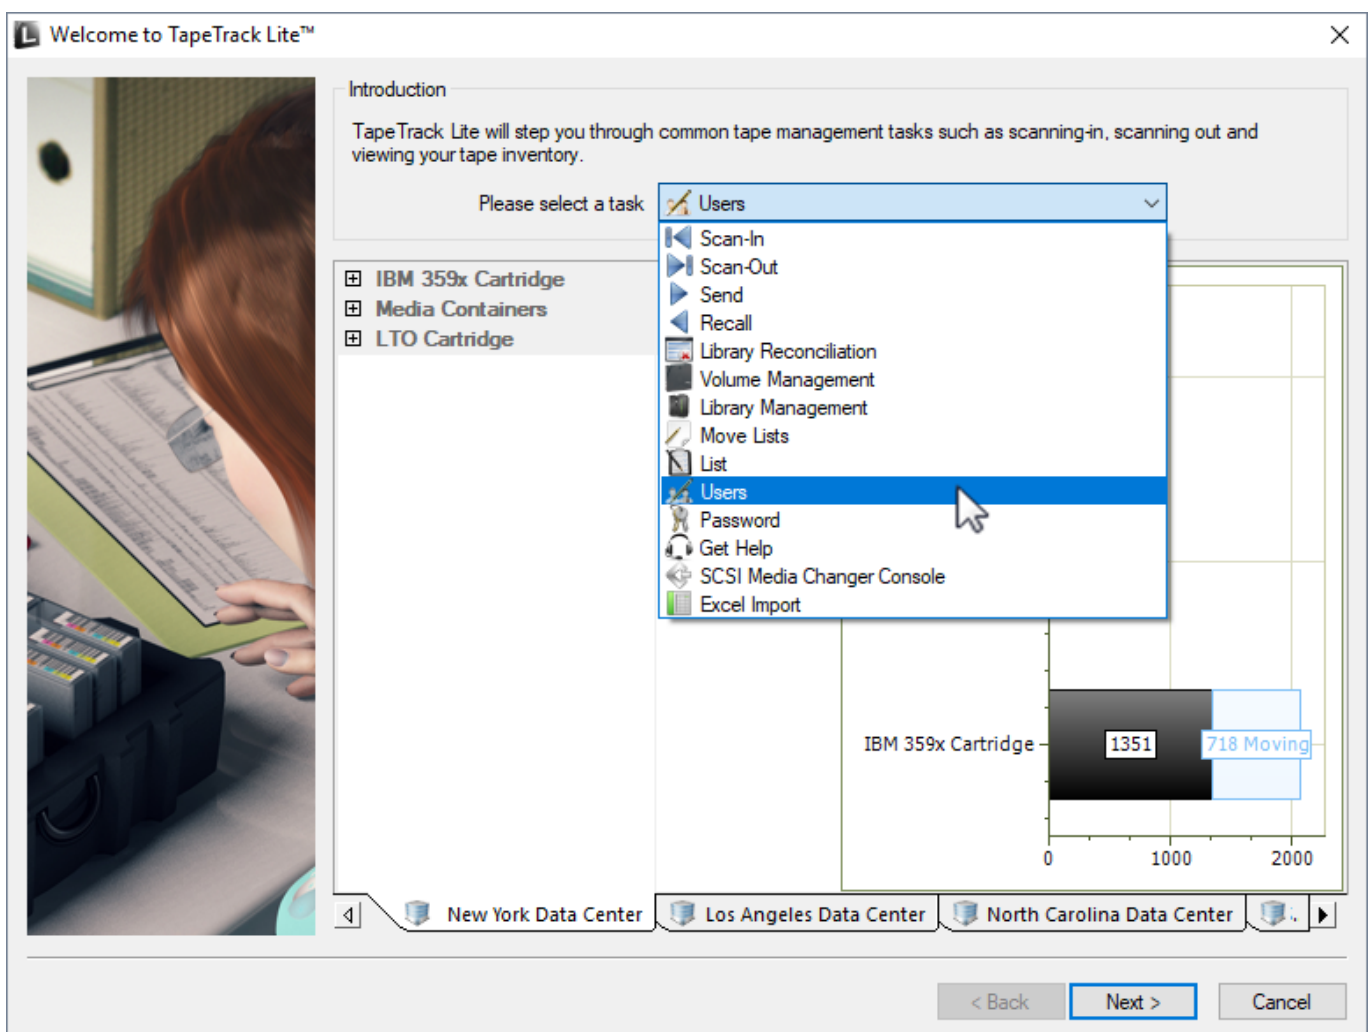 Welcome to TapeTrack Lite™
Introduction
TapeTrack Lite will step you through common tape management tasks such as scanning-in, scanning out and
viewing your tape inventory.
Please select a task
Users
Scan-In
Scan-Out
Send
Recall
Library Reconciliation
Volume Management
Library Management
Move Lists
List
Users
Password
Get Help
SCSI Media Changer Console
Excel Import
IBM 359x Cartridge
Media Containers
LTO Cartridge
IBM 359x Cartridge
1351
718 Moving
0
1000
2000
New York Data Center
Los Angeles Data Center
North Carolina Data Center
< Back
Next >
Cancel